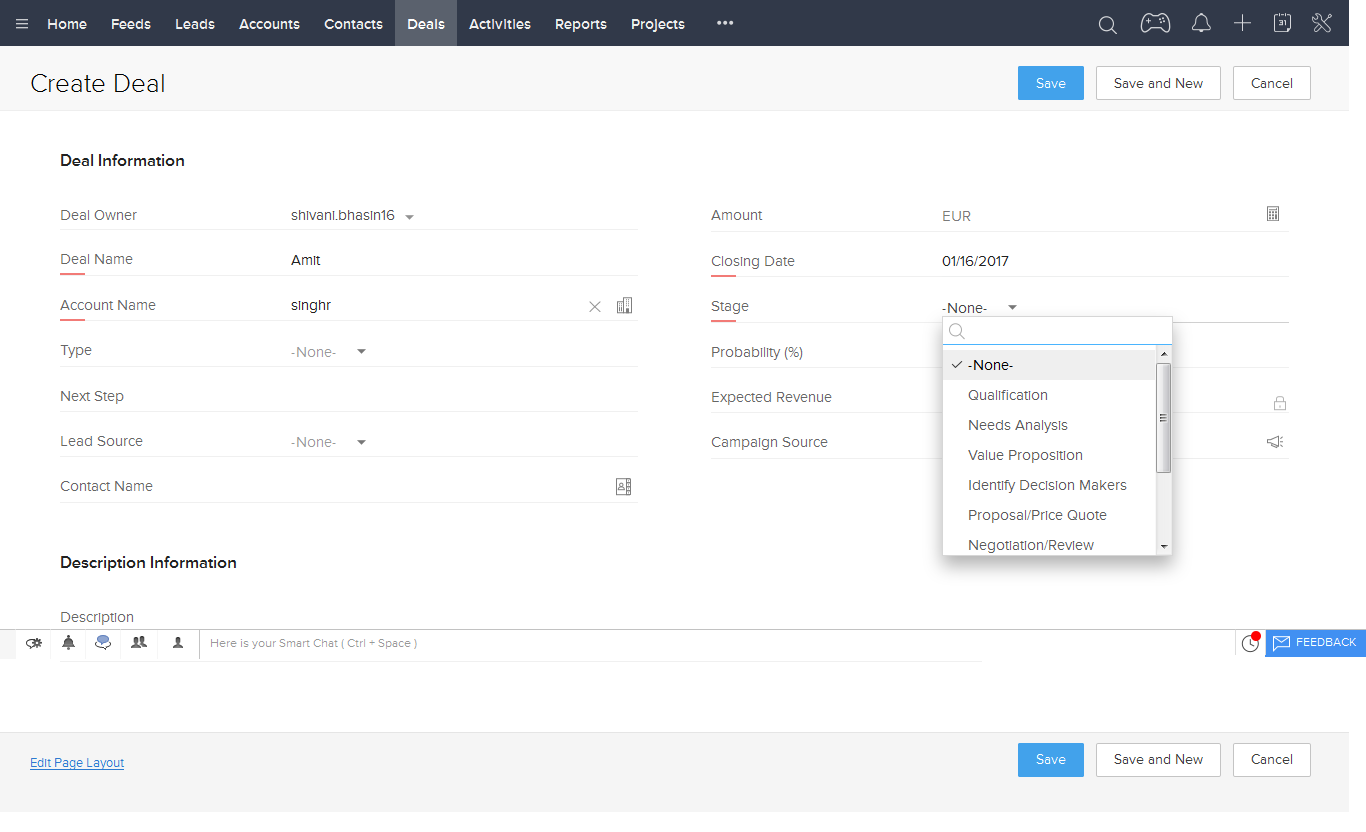 Home Feeds Leads Accounts Contacts Deals Activities Reports Projects ••• 31
Create Deal
Save Save and New Cancel
Deal Information
Deal Owner shivani.bhasin16
Amount EUR
Deal Name Amit
Closing Date 01/16/2017
Account Name singhr
Stage -None-
Type -None-
Probability (%)
Next Step
Expected Revenue
Lead Source -None-
Campaign Source
Contact Name
-None-
Qualification
Needs Analysis
Value Proposition
Identify Decision Makers
Proposal/Price Quote
Negotiation/Review
Description Information
Description
Here is your Smart Chat ( Ctrl + Space )
FEEDBACK
Edit Page Layout
Save Save and New Cancel